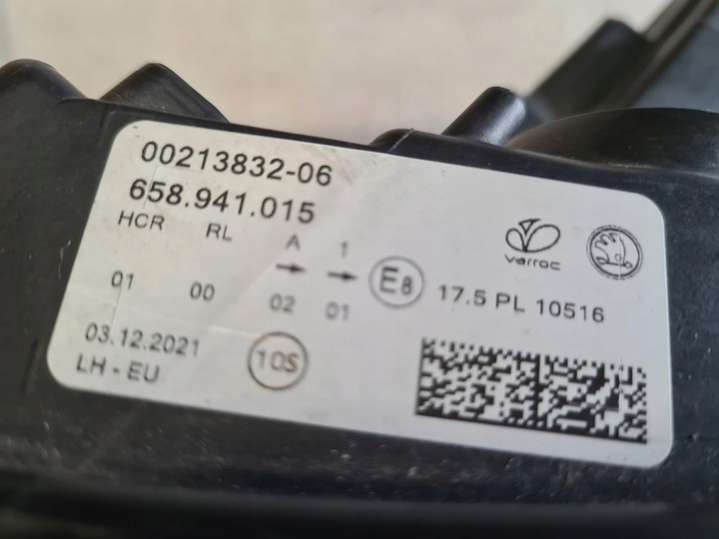 00213832-06
658.941.015
HCR RL A 1
→ →
01 00 02 01 E8 17.5 PL 10516
varroc
03.12.2021 10S
LH - EU